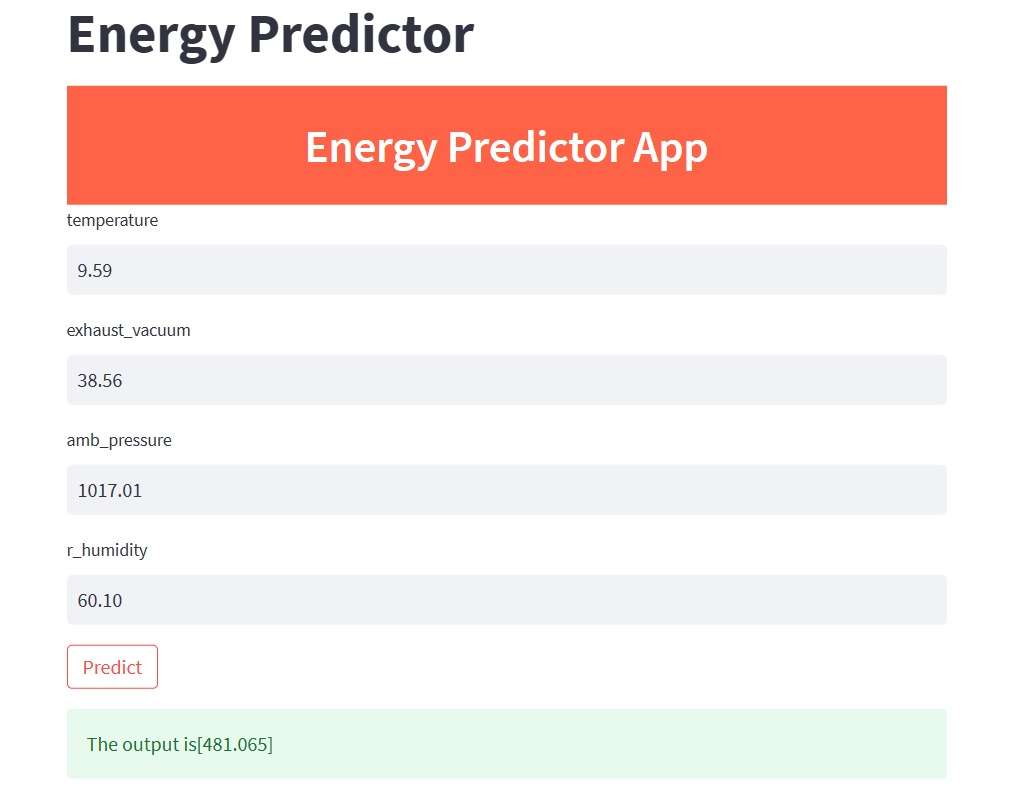 Energy Predictor
Energy Predictor App
temperature
9.59
exhaust_vacuum
38.56
amb_pressure
1017.01
r_humidity
60.10
Predict
The output is[481.065]